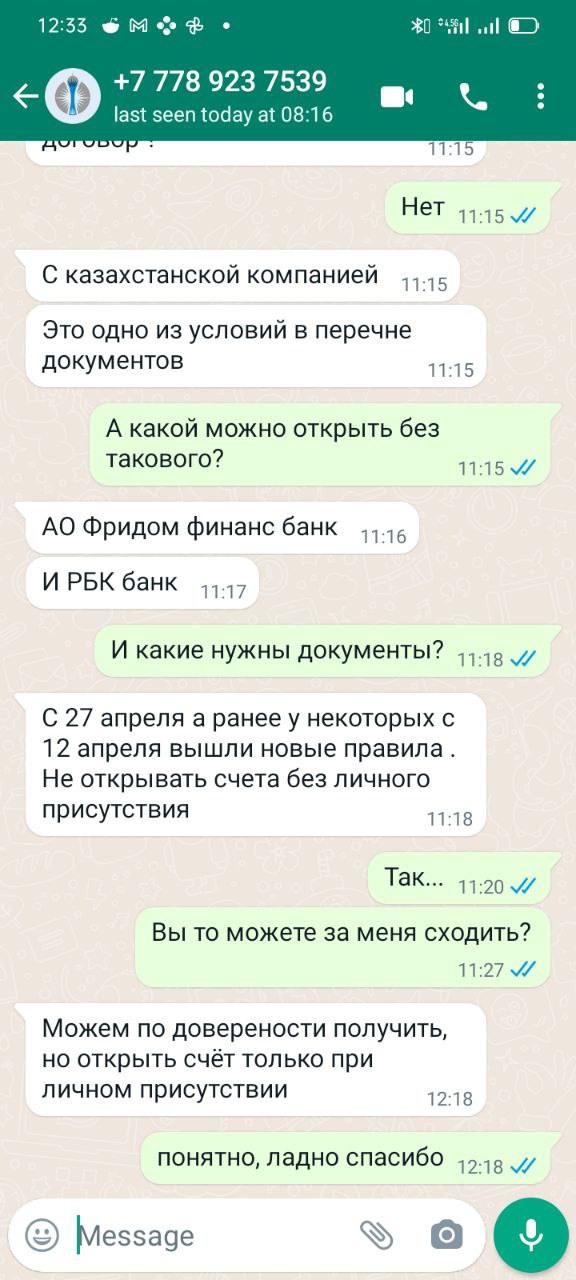 12:33
4.5G
+7 778 923 7539
last seen today at 08:16
договор ?
11:15
Нет 11:15
С казахстанской компанией 11:15
Это одно из условий в перечне
документов 11:15
А какой можно открыть без
такового? 11:15
АО Фридом финанс банк 11:16
И РБК банк 11:17
И какие нужны документы? 11:18
С 27 апреля а ранее у некоторых с
12 апреля вышли новые правила .
Не открывать счета без личного
присутствия 11:18
Так... 11:20
Вы то можете за меня сходить?
11:27
Можем по доверености получить,
но открыть счёт только при
личном присутствии 12:18
понятно, ладно спасибо 12:18
Message